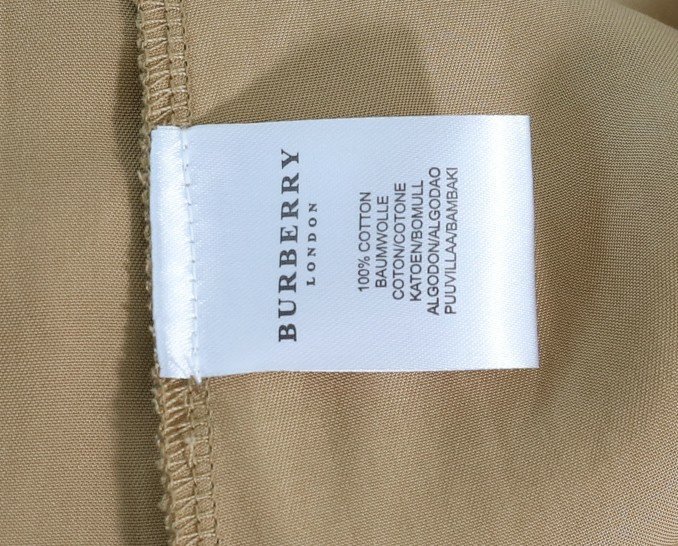 BURBERRY
LONDON
100% COTTON
BAUMWOLLE
COTON/COTONE
KATOEN/BOMULL
ALGODON/ALGODAO
PUUVILLAA/BAMBAKI